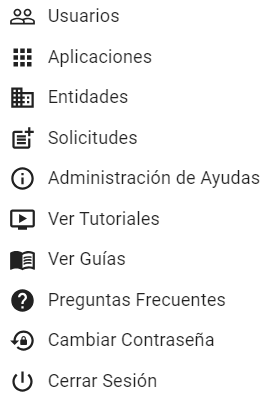 Usuarios
Aplicaciones
Entidades
Solicitudes
Administración de Ayudas
Ver Tutoriales
Ver Guías
Preguntas Frecuentes
Cambiar Contraseña
Cerrar Sesión